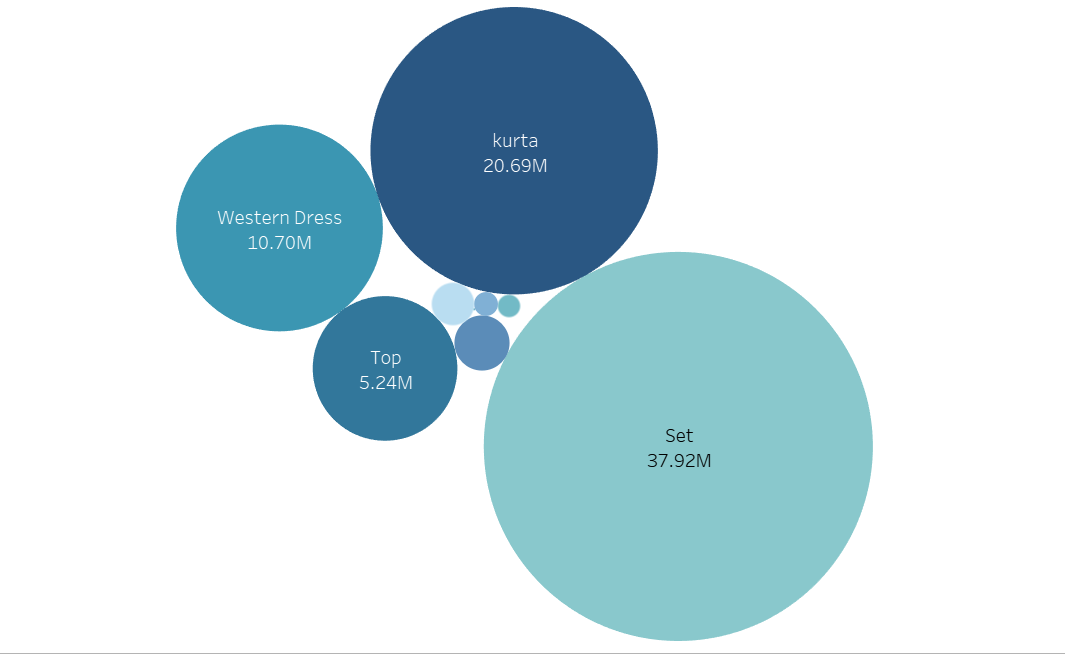 kurta
20.69M
Western Dress
10.70M
Top
5.24M
Set
37.92M